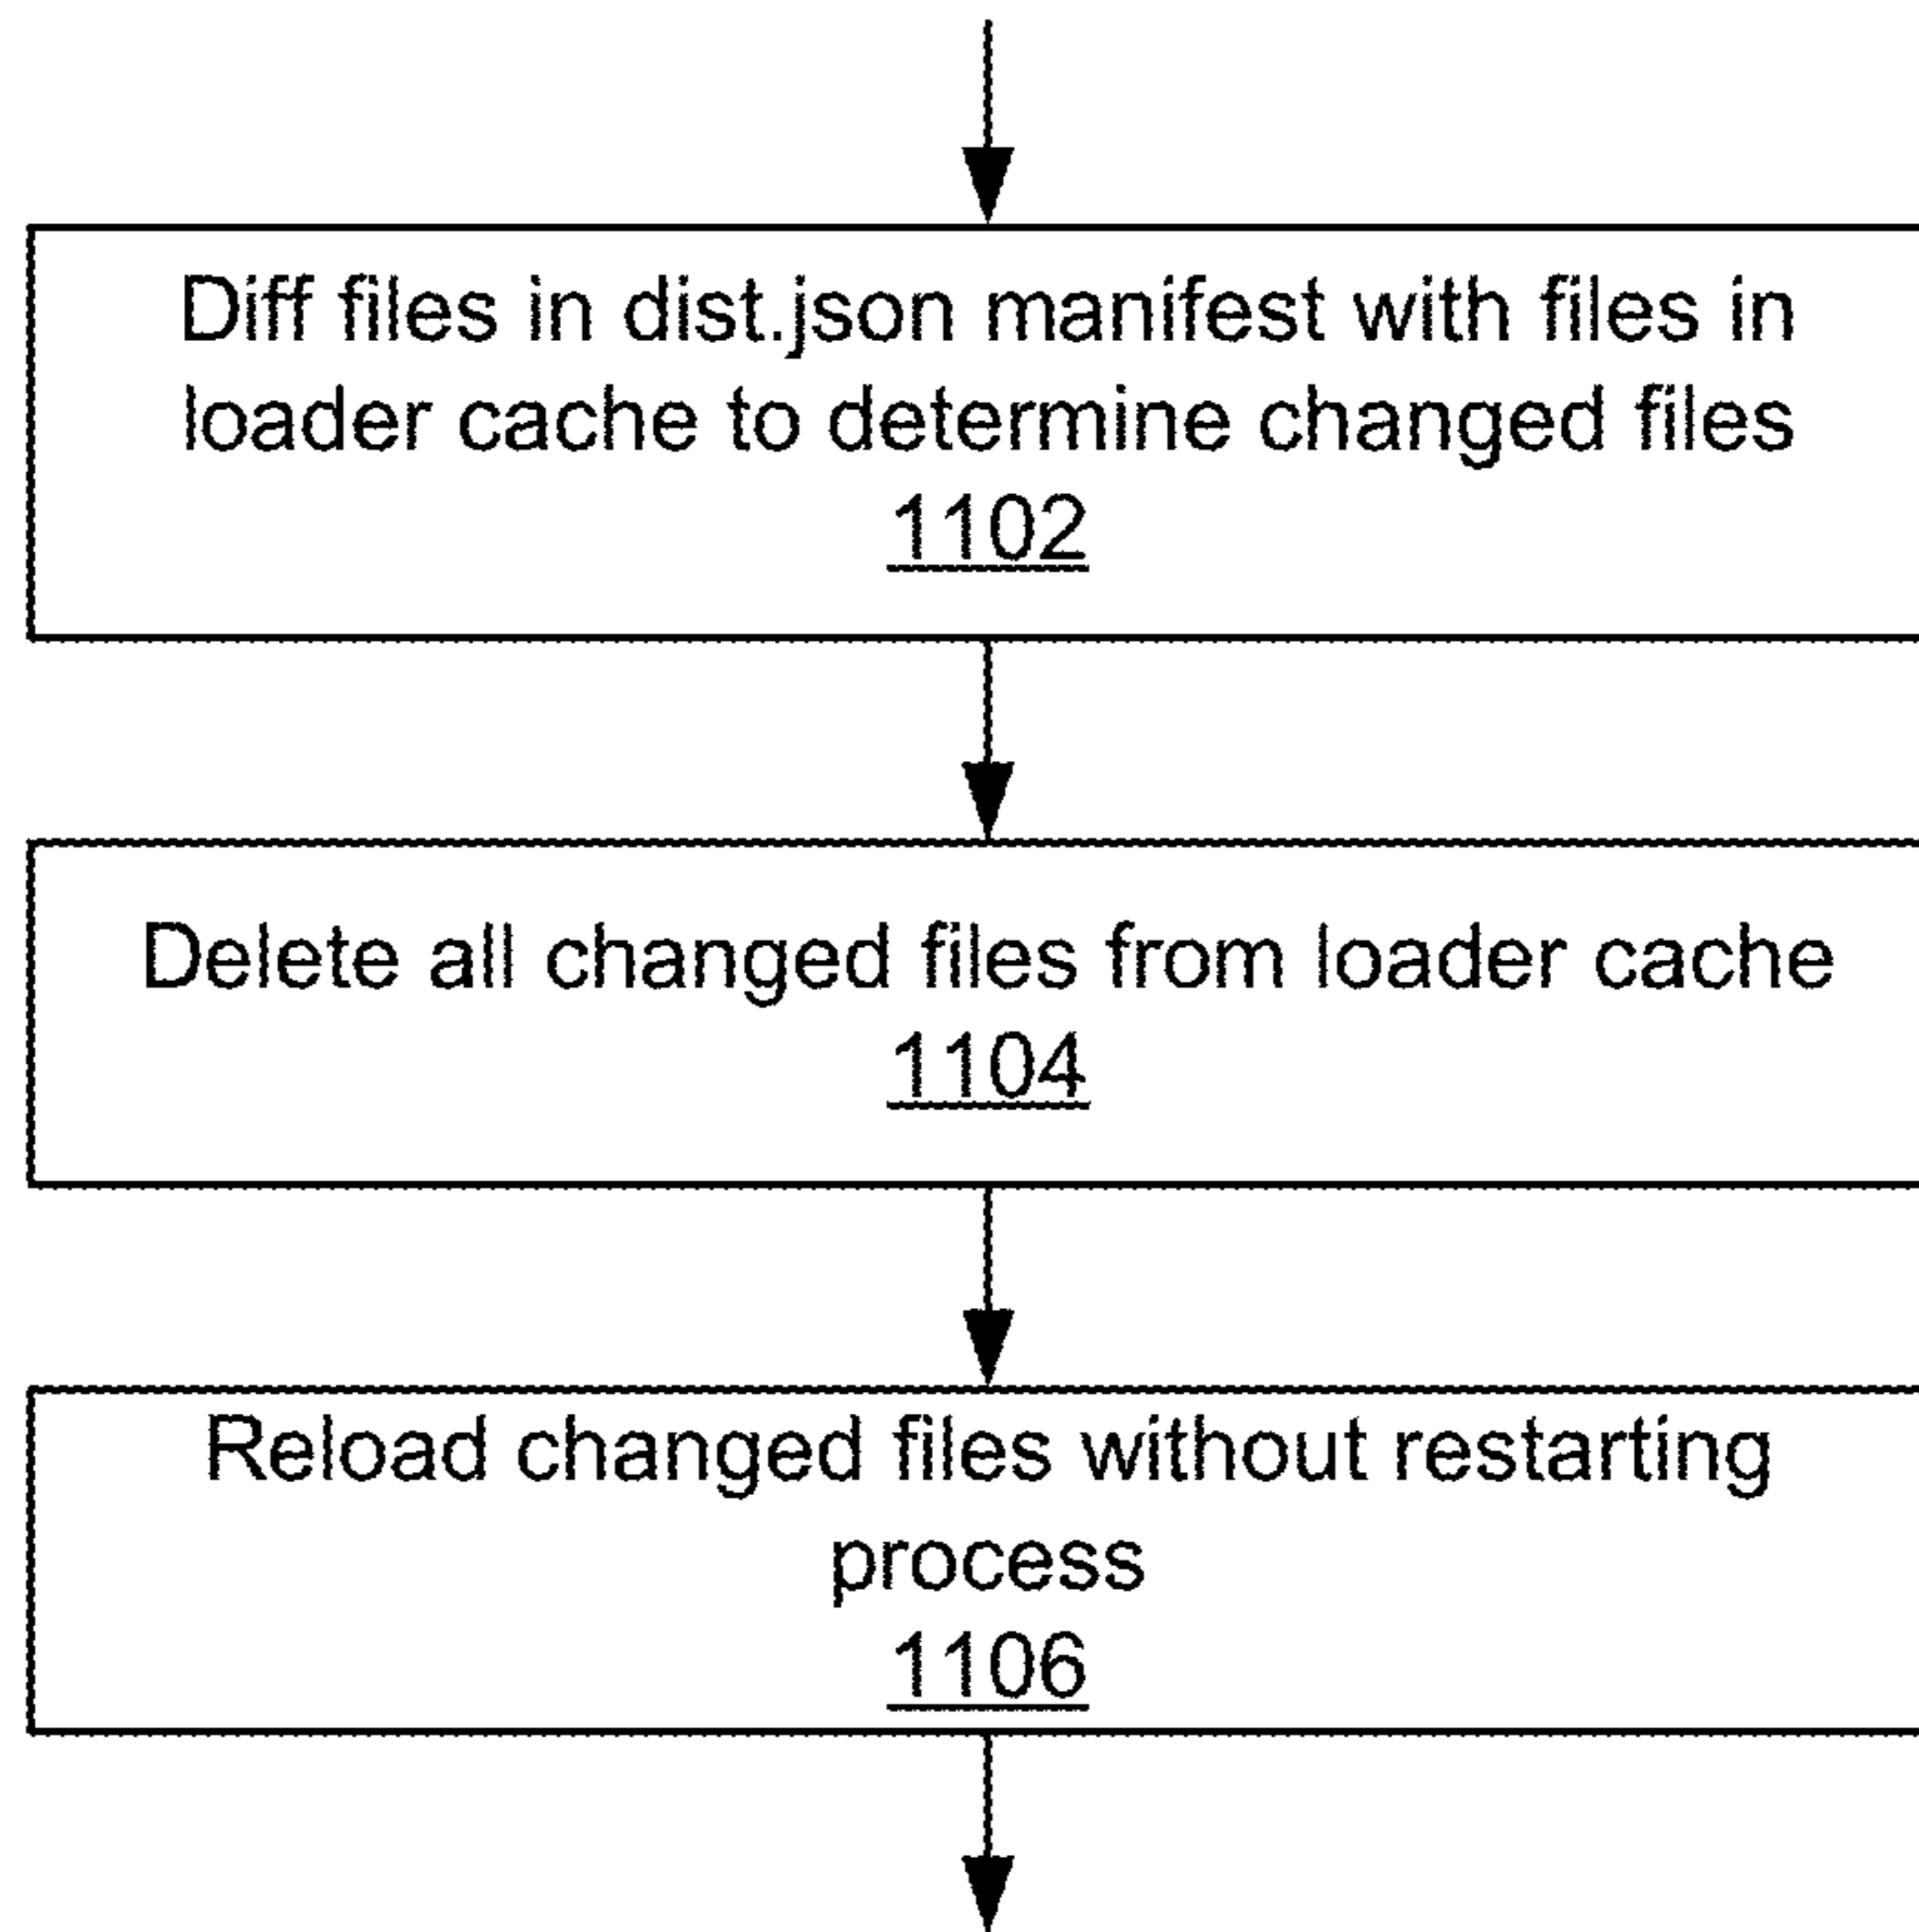 Diff files in dist.json manifest with files in
loader cache to determine changed files
1102
Delete all changed files from loader cache
1104
Reload changed files without restarting
process
1106